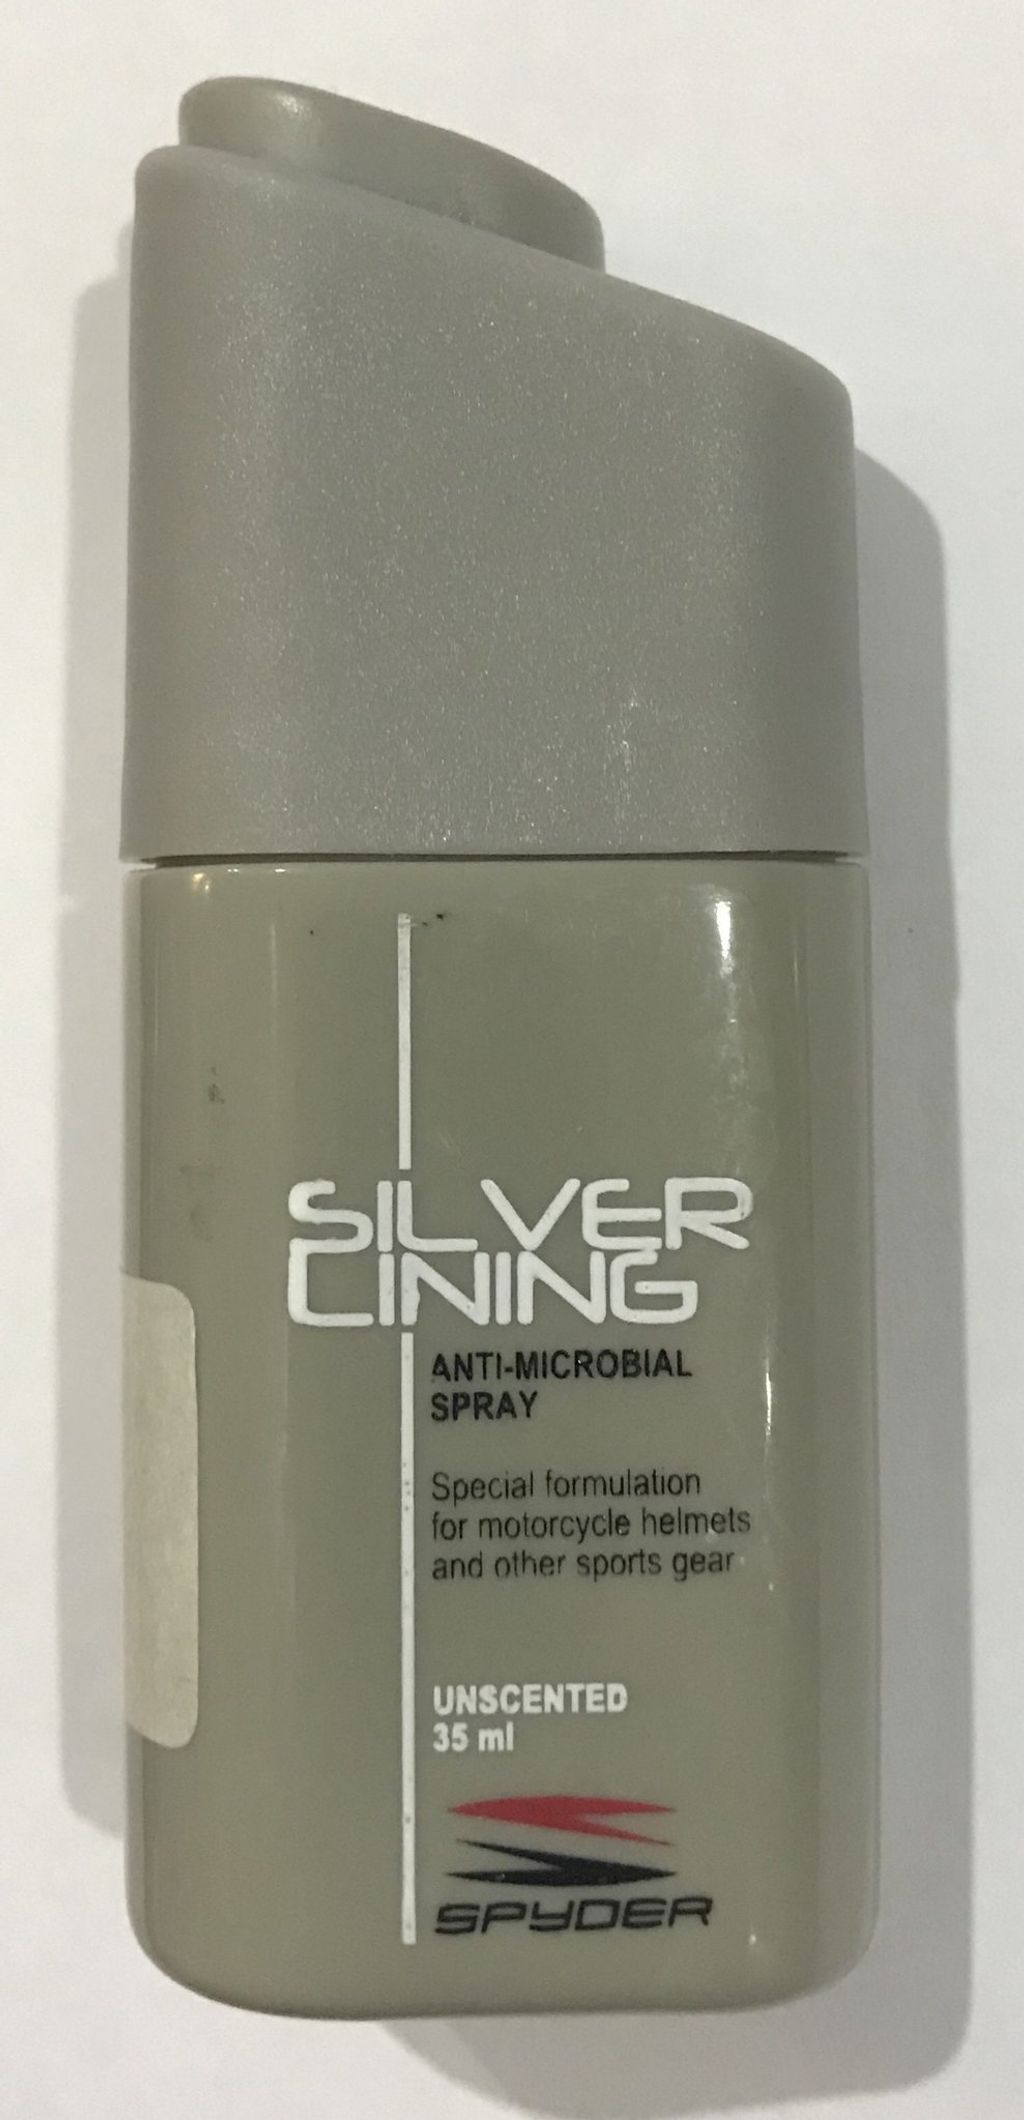 SILVER
LINING
ANTI-MICROBIAL
SPRAY
Special formulation
for motorcycle helmets
and other sports gear
UNSCENTED
35 ml
SPYDER